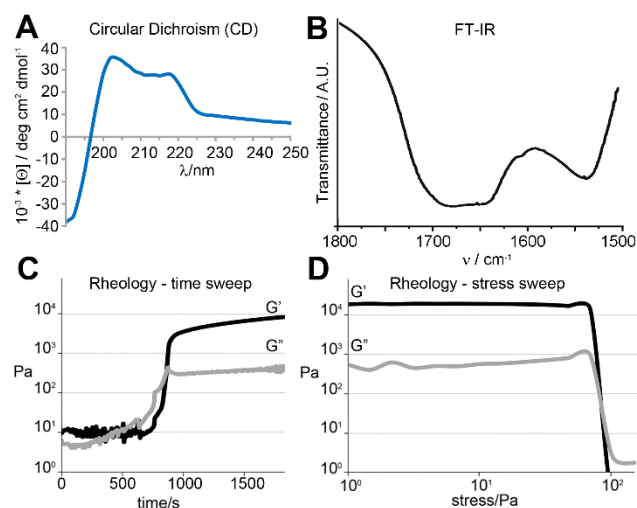 A
Circular Dichroism (CD)
10⁻³ * [Θ] / deg cm² dmol⁻¹
40
30
20
10
0
-10
-20
-30
-40
200 210 220 230 240 250
λ/nm
B
FT-IR
Transmittance / A.U.
1800 1700 1600 1500
ν / cm⁻¹
C
Rheology - time sweep
G'
G"
Pa
10⁴
10³
10²
10¹
10⁰
0 500 1000 1500
time/s
D
Rheology - stress sweep
G'
G"
Pa
10⁴
10³
10²
10¹
10⁰
10⁰ 10¹ 10²
stress/Pa